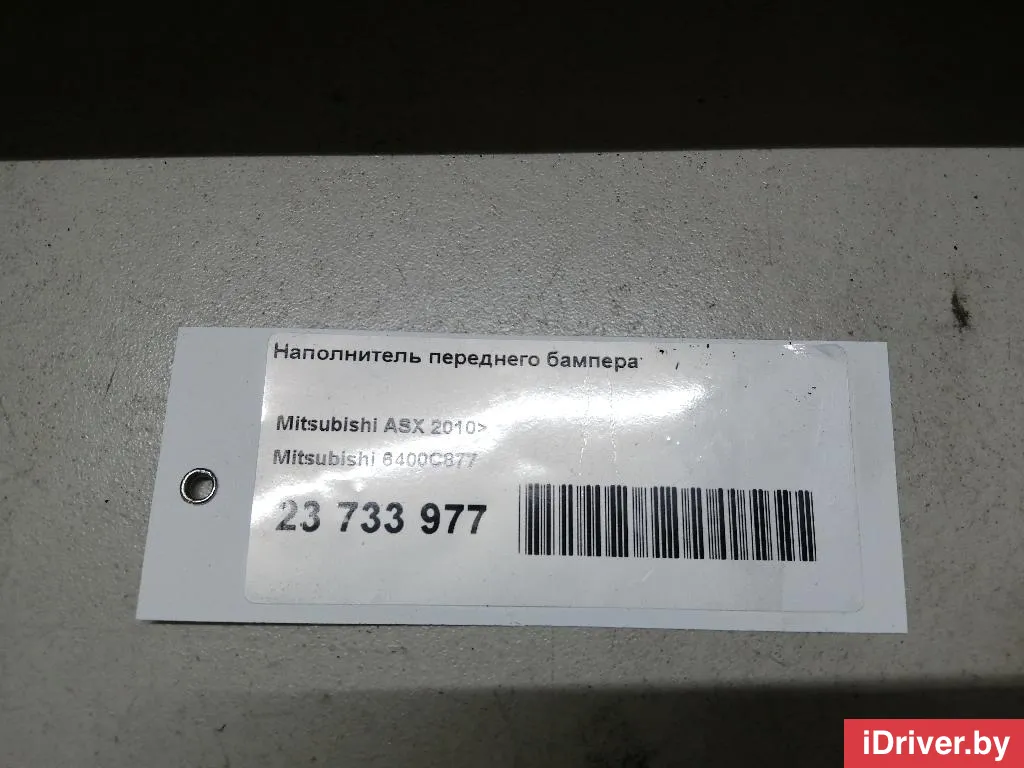 Наполнитель переднего бампера
Mitsubishi ASX 2010>
Mitsubishi 6400C877
23 733 977
iDriver.by